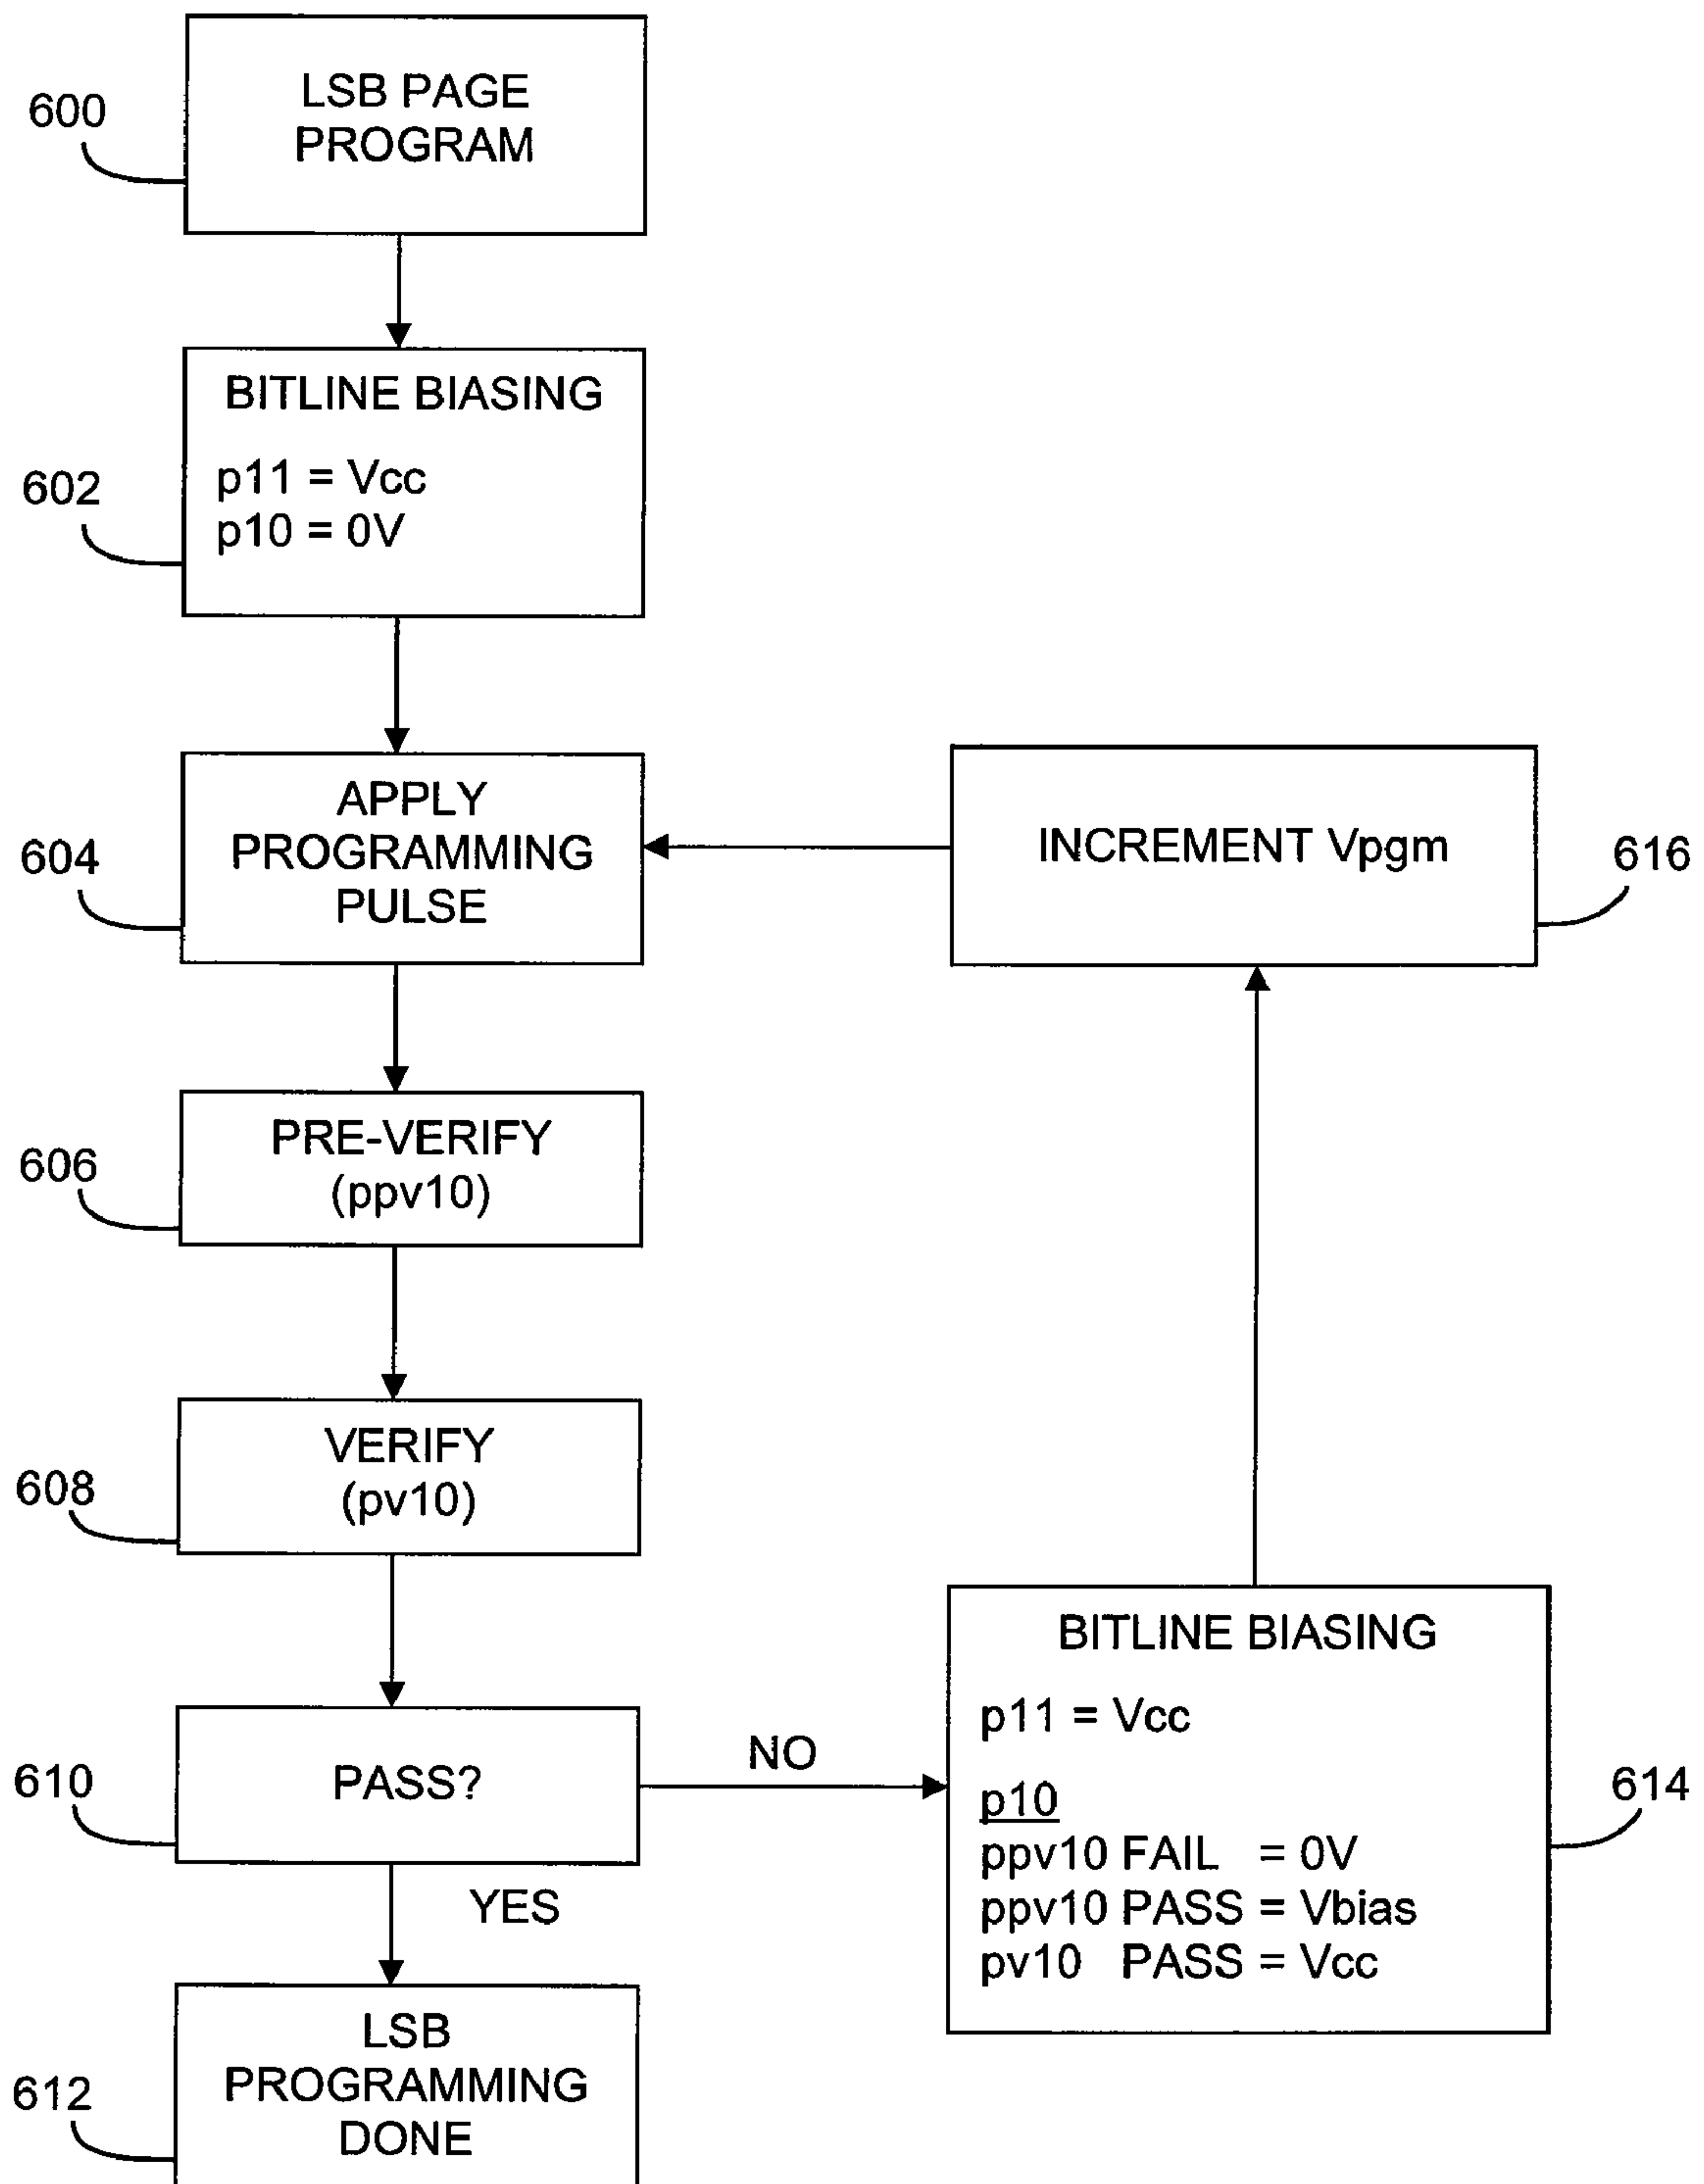 600
LSB PAGE
PROGRAM
602
BITLINE BIASING
p11 = Vcc
p10 = 0V
604
APPLY
PROGRAMMING
PULSE
INCREMENT Vpgm
616
606
PRE-VERIFY
(ppv10)
608
VERIFY
(pv10)
610
PASS?
NO
YES
BITLINE BIASING
p11 = Vcc
p10
ppv10 FAIL = 0V
ppv10 PASS = Vbias
pv10 PASS = Vcc
614
612
LSB
PROGRAMMING
DONE